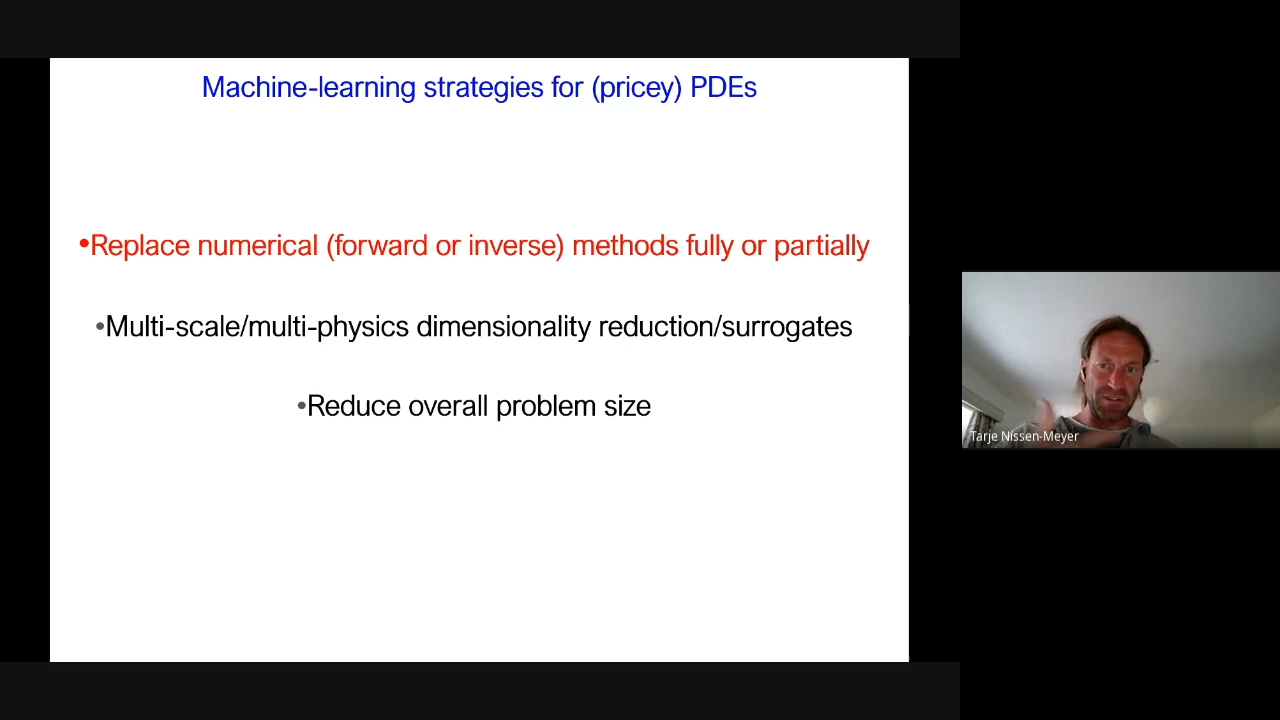 Machine-learning strategies for (pricey) PDEs
•Replace numerical (forward or inverse) methods fully or partially
•Multi-scale/multi-physics dimensionality reduction/surrogates
•Reduce overall problem size
Tarje Nissen-Meyer